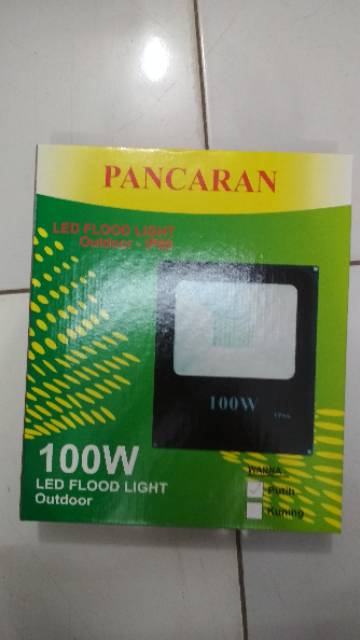 PANCARAN
LED FLOOD LIGHT
Outdoor - IP66
100W
100W
LED FLOOD LIGHT
Outdoor
WARNA :
Putih
Kuning